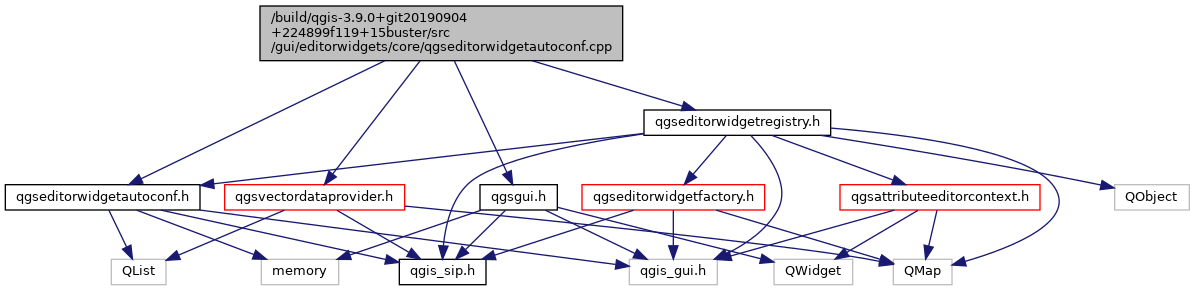 /build/qgis-3.9.0+git20190904
+224899f119+15buster/src
/gui/editorwidgets/core/qgseditorwidgetautoconf.cpp
qgseditorwidgetregistry.h
qgseditorwidgetautoconf.h
qgsvectordataprovider.h
qgsgui.h
qgseditorwidgetfactory.h
qgsattributeeditorcontext.h
QObject
QList
memory
qgis_sip.h
qgis_gui.h
QWidget
QMap